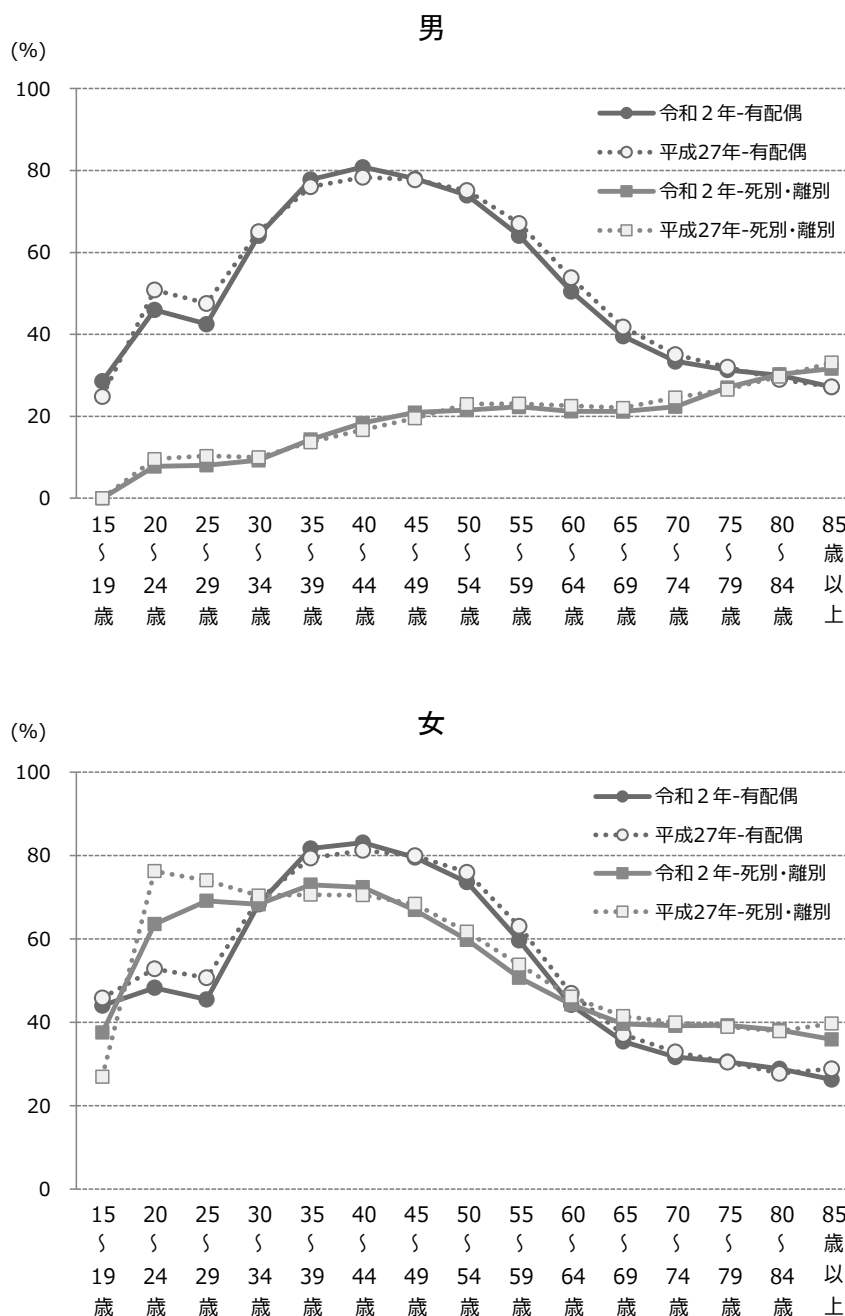 男
(%)
100
80
60
40
20
0
令和２年-有配偶
平成27年-有配偶
令和２年-死別・離別
平成27年-死別・離別
15 20 25 30 35 40 45 50 55 60 65 70 75 80 85
〜 〜 〜 〜 〜 〜 〜 〜 〜 〜 〜 〜 〜 〜 歳
19 24 29 34 39 44 49 54 59 64 69 74 79 84 以
歳 歳 歳 歳 歳 歳 歳 歳 歳 歳 歳 歳 歳 歳 上
女
(%)
100
80
60
40
20
0
令和２年-有配偶
平成27年-有配偶
令和２年-死別・離別
平成27年-死別・離別
15 20 25 30 35 40 45 50 55 60 65 70 75 80 85
〜 〜 〜 〜 〜 〜 〜 〜 〜 〜 〜 〜 〜 〜 歳
19 24 29 34 39 44 49 54 59 64 69 74 79 84 以
歳 歳 歳 歳 歳 歳 歳 歳 歳 歳 歳 歳 歳 歳 上